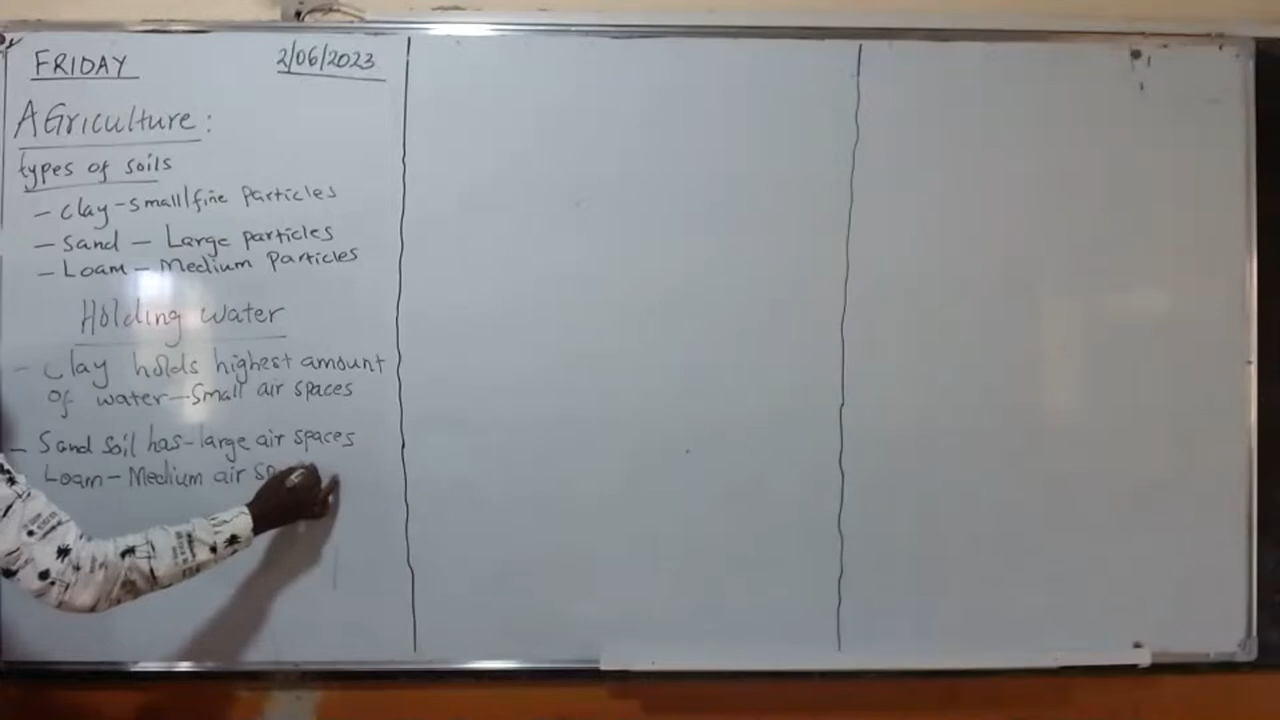 FRIDAY 2/06/2023
AGriculture:
types of soils
- Clay-small/fine Particles
- Sand - Large particles
- Loam - Medium Particles
Holding water
- Clay holds highest amount
of water-Small air spaces
- Sand Soil has-large air spaces
Loam-Medium air